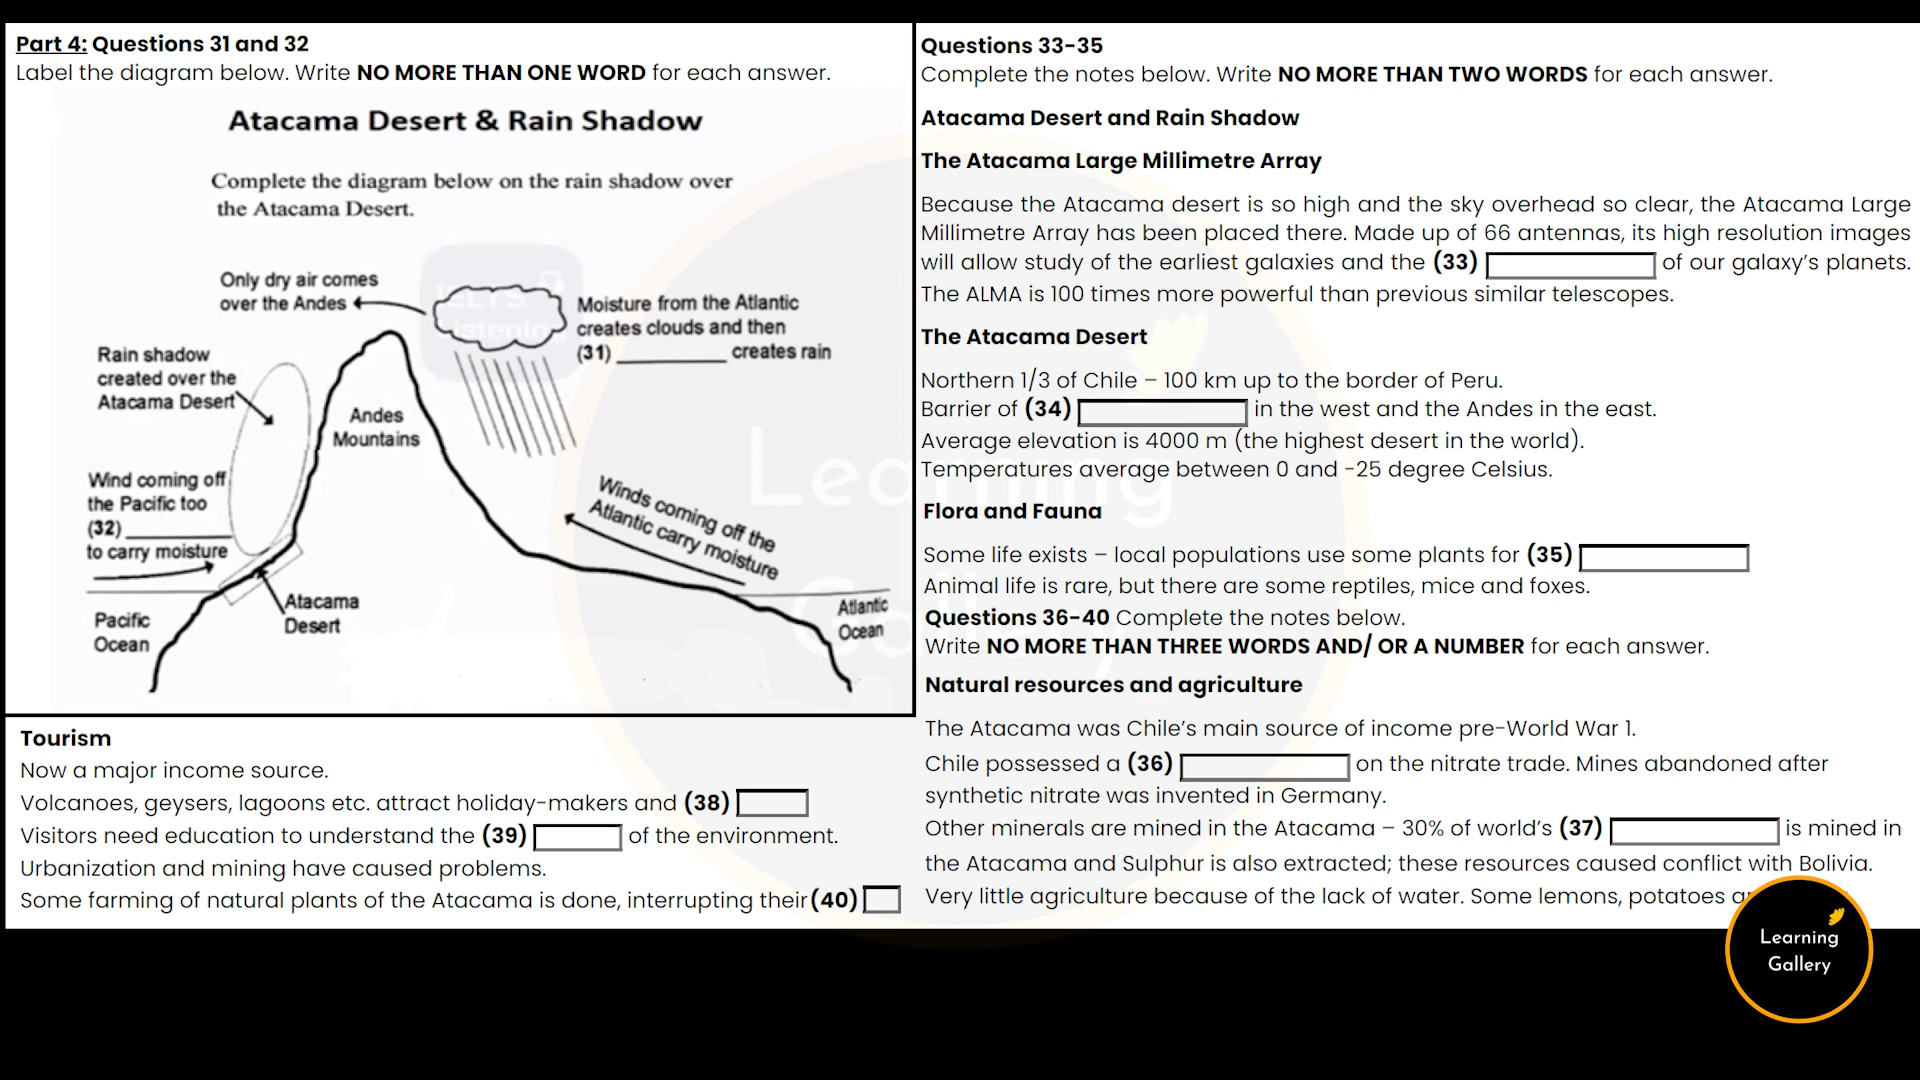 Part 4: Questions 31 and 32
Label the diagram below. Write NO MORE THAN ONE WORD for each answer.
Atacama Desert & Rain Shadow
Complete the diagram below on the rain shadow over
the Atacama Desert.
Only dry air comes
over the Andes
Moisture from the Atlantic
creates clouds and then
(31) __________ creates rain
Rain shadow
created over the
Atacama Desert
Andes
Mountains
Wind coming off
the Pacific too
(32) __________
to carry moisture
Winds coming off the
Atlantic carry moisture
Pacific
Ocean
Atacama
Desert
Atlantic
Ocean
Tourism
Now a major income source.
Volcanoes, geysers, lagoons etc. attract holiday-makers and (38)
Visitors need education to understand the (39) of the environment.
Urbanization and mining have caused problems.
Some farming of natural plants of the Atacama is done, interrupting their (40)
Questions 33-35
Complete the notes below. Write NO MORE THAN TWO WORDS for each answer.
Atacama Desert and Rain Shadow
The Atacama Large Millimetre Array
Because the Atacama desert is so high and the sky overhead so clear, the Atacama Large
Millimetre Array has been placed there. Made up of 66 antennas, its high resolution images
will allow study of the earliest galaxies and the (33) of our galaxy's planets.
The ALMA is 100 times more powerful than previous similar telescopes.
The Atacama Desert
Northern 1/3 of Chile – 100 km up to the border of Peru.
Barrier of (34) in the west and the Andes in the east.
Average elevation is 4000 m (the highest desert in the world).
Temperatures average between 0 and -25 degree Celsius.
Flora and Fauna
Some life exists – local populations use some plants for (35)
Animal life is rare, but there are some reptiles, mice and foxes.
Questions 36-40 Complete the notes below.
Write NO MORE THAN THREE WORDS AND/ OR A NUMBER for each answer.
Natural resources and agriculture
The Atacama was Chile's main source of income pre-World War 1.
Chile possessed a (36) on the nitrate trade. Mines abandoned after
synthetic nitrate was invented in Germany.
Other minerals are mined in the Atacama – 30% of world's (37) is mined in
the Atacama and Sulphur is also extracted; these resources caused conflict with Bolivia.
Very little agriculture because of the lack of water. Some lemons, potatoes
Learning
Gallery
Learning
Gallery
IELTS
Listening